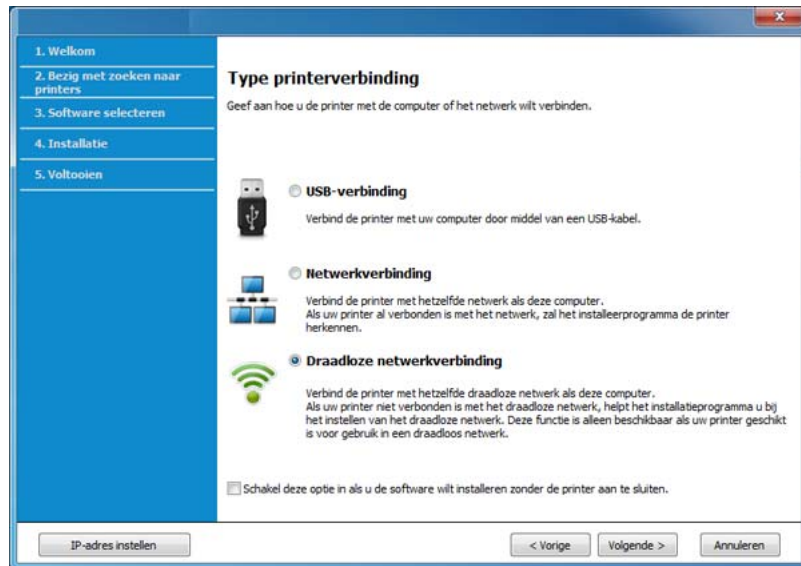 1. Welkom
2. Bezig met zoeken naar
printers
3. Software selecteren
4. Installatie
5. Voltooien
Type printerverbinding
Geef aan hoe u de printer met de computer of het netwerk wilt verbinden.
USB-verbinding
Verbind de printer met uw computer door middel van een USB-kabel.
Netwerkverbinding
Verbind de printer met hetzelfde netwerk als deze computer.
Als uw printer al verbonden is met het netwerk, zal het installeerprogramma de printer
herkennen.
Draadloze netwerkverbinding
Verbind de printer met hetzelfde draadloze netwerk als deze computer.
Als uw printer niet verbonden is met het draadloze netwerk, helpt het installatieprogramma u bij
het instellen van het draadloze netwerk. Deze functie is alleen beschikbaar als uw printer geschikt
is voor gebruik in een draadloos netwerk.
Schakel deze optie in als u de software wilt installeren zonder de printer aan te sluiten.
IP-adres instellen
< Vorige
Volgende >
Annuleren